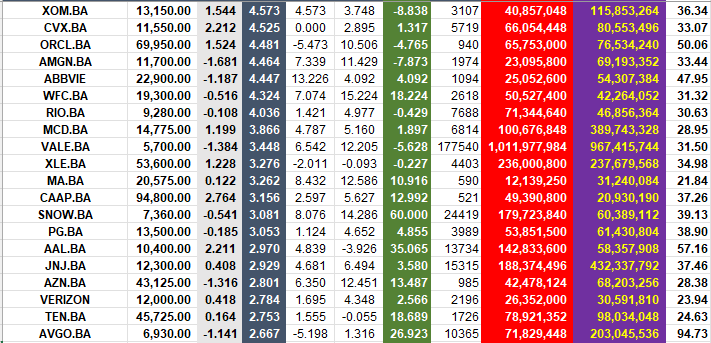 XOM.BA 13,150.00 1.544 4.573 4.573 3.748 -8.838 3107 40,857,048 115,853,264 36.34
CVX.BA 11,550.00 2.212 4.525 0.000 2.895 1.317 5719 66,054,448 80,553,496 33.07
ORCL.BA 69,950.00 1.524 4.481 -5.473 10.506 -4.765 940 65,753,000 76,534,240 50.06
AMGN.BA 11,700.00 -1.681 4.464 7.339 11.429 -7.873 1974 23,095,800 69,193,352 33.44
ABBVIE 22,900.00 -1.187 4.447 13.226 4.092 4.092 1094 25,052,600 54,307,384 47.95
WFC.BA 19,300.00 -0.516 4.324 7.074 15.224 18.224 2618 50,527,400 42,264,052 31.32
RIO.BA 9,280.00 -0.108 4.036 1.421 4.977 -0.429 7688 71,344,640 46,856,364 30.63
MCD.BA 14,775.00 1.199 3.866 4.787 5.160 1.897 6814 100,676,848 389,743,328 28.95
VALE.BA 5,700.00 -1.384 3.448 6.542 12.205 -5.628 177540 1,011,977,984 967,415,744 31.50
XLE.BA 53,600.00 1.228 3.276 -2.011 -0.093 -0.227 4403 236,000,800 237,679,568 34.98
MA.BA 20,575.00 0.122 3.262 8.432 12.586 10.916 590 12,139,250 31,240,084 21.84
CAAP.BA 94,800.00 2.764 3.156 2.597 5.627 12.992 521 49,390,800 20,930,190 37.26
SNOW.BA 7,360.00 -0.541 3.081 8.076 14.286 60.000 24419 179,723,840 60,389,112 39.13
PG.BA 13,500.00 -0.185 3.053 1.124 4.652 4.855 3989 53,851,500 61,430,804 38.90
AAL.BA 10,400.00 2.211 2.970 4.839 -3.926 35.065 13734 142,833,600 58,357,908 57.16
JNJ.BA 12,300.00 0.408 2.929 4.681 6.494 3.580 15315 188,374,496 432,337,792 37.46
AZN.BA 43,125.00 -1.316 2.801 6.350 12.451 13.487 985 42,478,124 68,203,256 28.38
VERIZON 12,000.00 0.418 2.784 1.695 4.348 2.566 2196 26,352,000 30,591,810 23.94
TEN.BA 45,725.00 0.164 2.753 1.555 -0.055 18.689 1726 78,921,352 98,034,048 24.63
AVGO.BA 6,930.00 -1.141 2.667 -5.198 1.316 26.923 10365 71,829,448 203,045,536 94.73